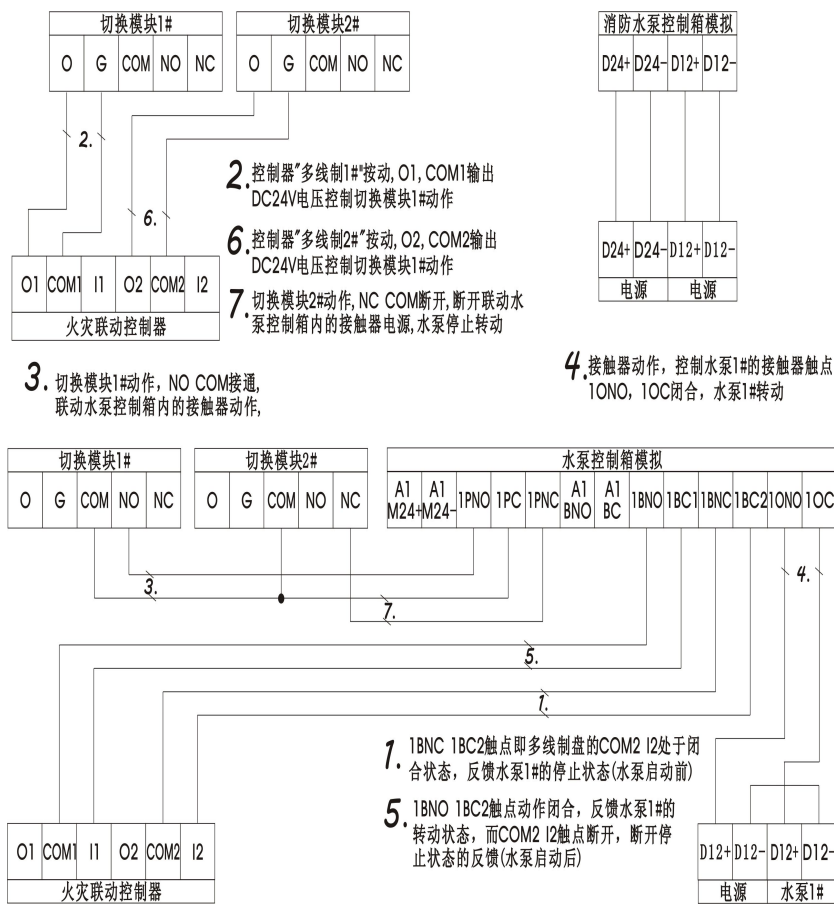 切换模块1#
O G COM NO NC
切换模块2#
O G COM NO NC
消防水泵控制箱模拟
D24+ D24- D12+ D12-
2.
6.
2. 控制器"多线制1#"按动, O1, COM1输出
DC24V电压控制切换模块1#动作
6. 控制器"多线制2#"按动, O2, COM2输出
DC24V电压控制切换模块1#动作
7. 切换模块2#动作, NC COM断开, 断开联动水
泵控制箱内的接触器电源, 水泵停止转动
O1 COM1 I1 O2 COM2 I2
火灾联动控制器
D24+ D24- D12+ D12-
电源 电源
3. 切换模块1#动作，NO COM接通,
联动水泵控制箱内的接触器动作,
4. 接触器动作，控制水泵1#的接触器触点
1ONO，1OC闭合，水泵1#转动
切换模块1#
O G COM NO NC
切换模块2#
O G COM NO NC
水泵控制箱模拟
A1 M24+ A1 M24- 1PNO 1PC 1PNC A1 BNO A1 BC 1BNO 1BC1 1BNC 1BC2 1ONO 1OC
3.
7.
4.
5.
1.
1. 1BNC 1BC2触点即多线制盘的COM2 I2处于闭
合状态，反馈水泵1#的停止状态(水泵启动前)
5. 1BNO 1BC2触点动作闭合，反馈水泵1#的
转动状态，而COM2 I2触点断开，断开停
止状态的反馈(水泵启动后)
O1 COM1 I1 O2 COM2 I2
火灾联动控制器
D12+ D12- D12+ D12-
电源 水泵1#